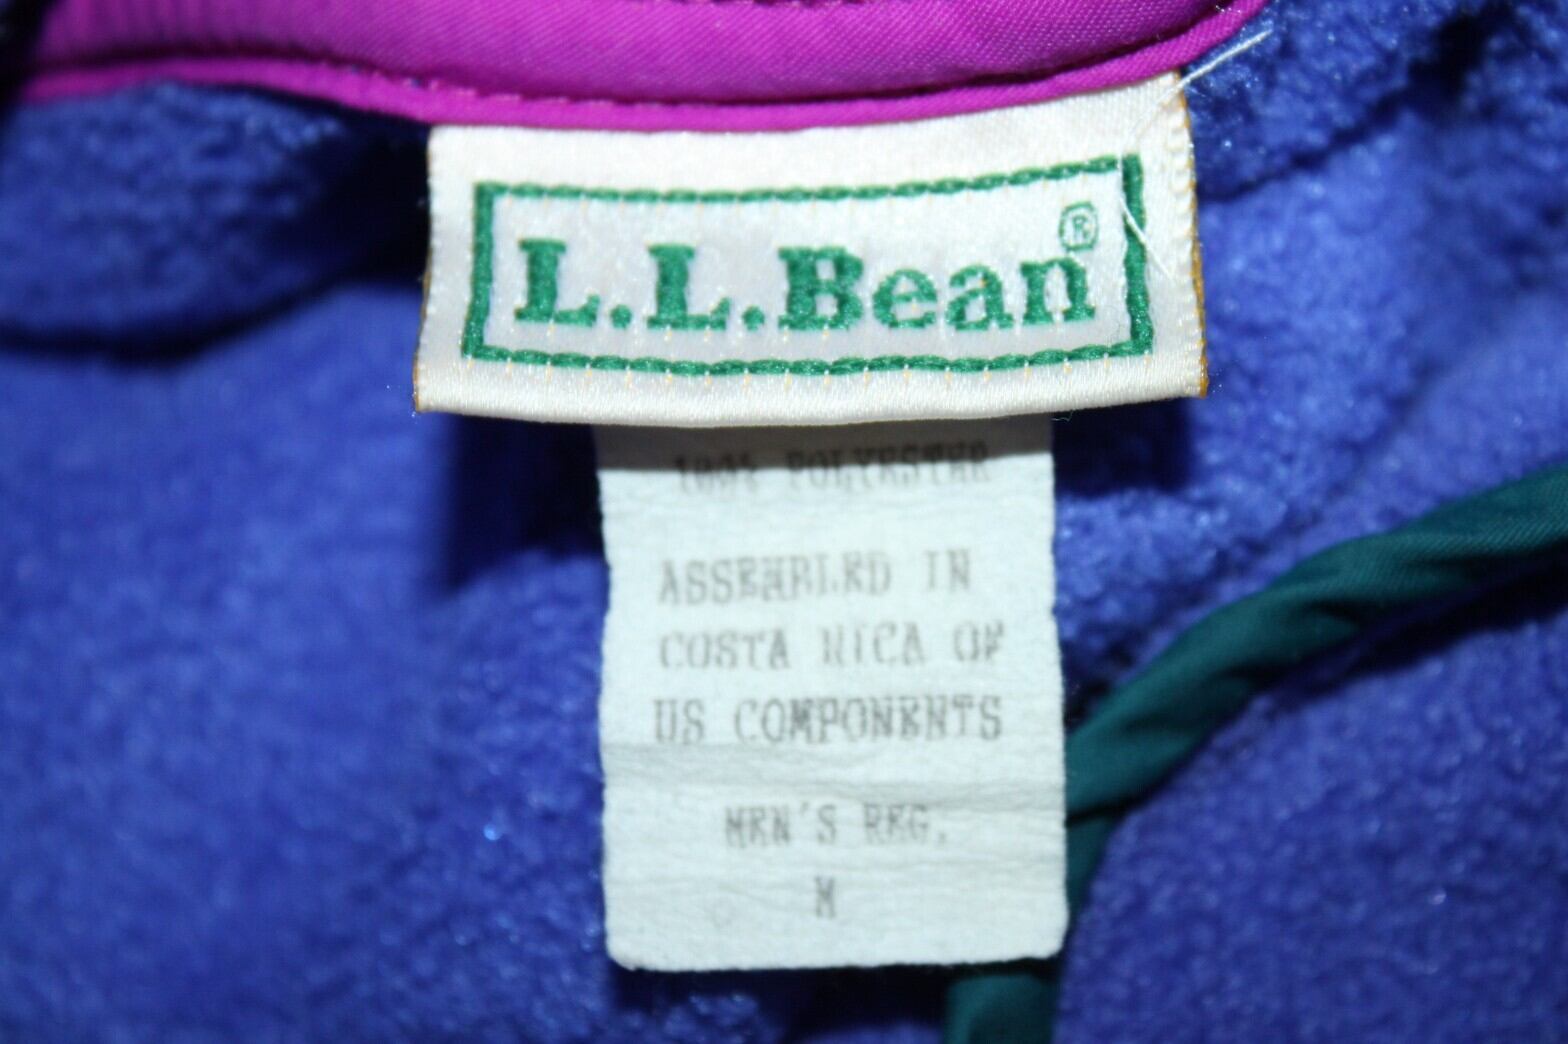 L.L.Bean®
100% POLYESTER
ASSEMBLED IN
COSTA RICA OF
US COMPONENTS
MEN'S REG.
M